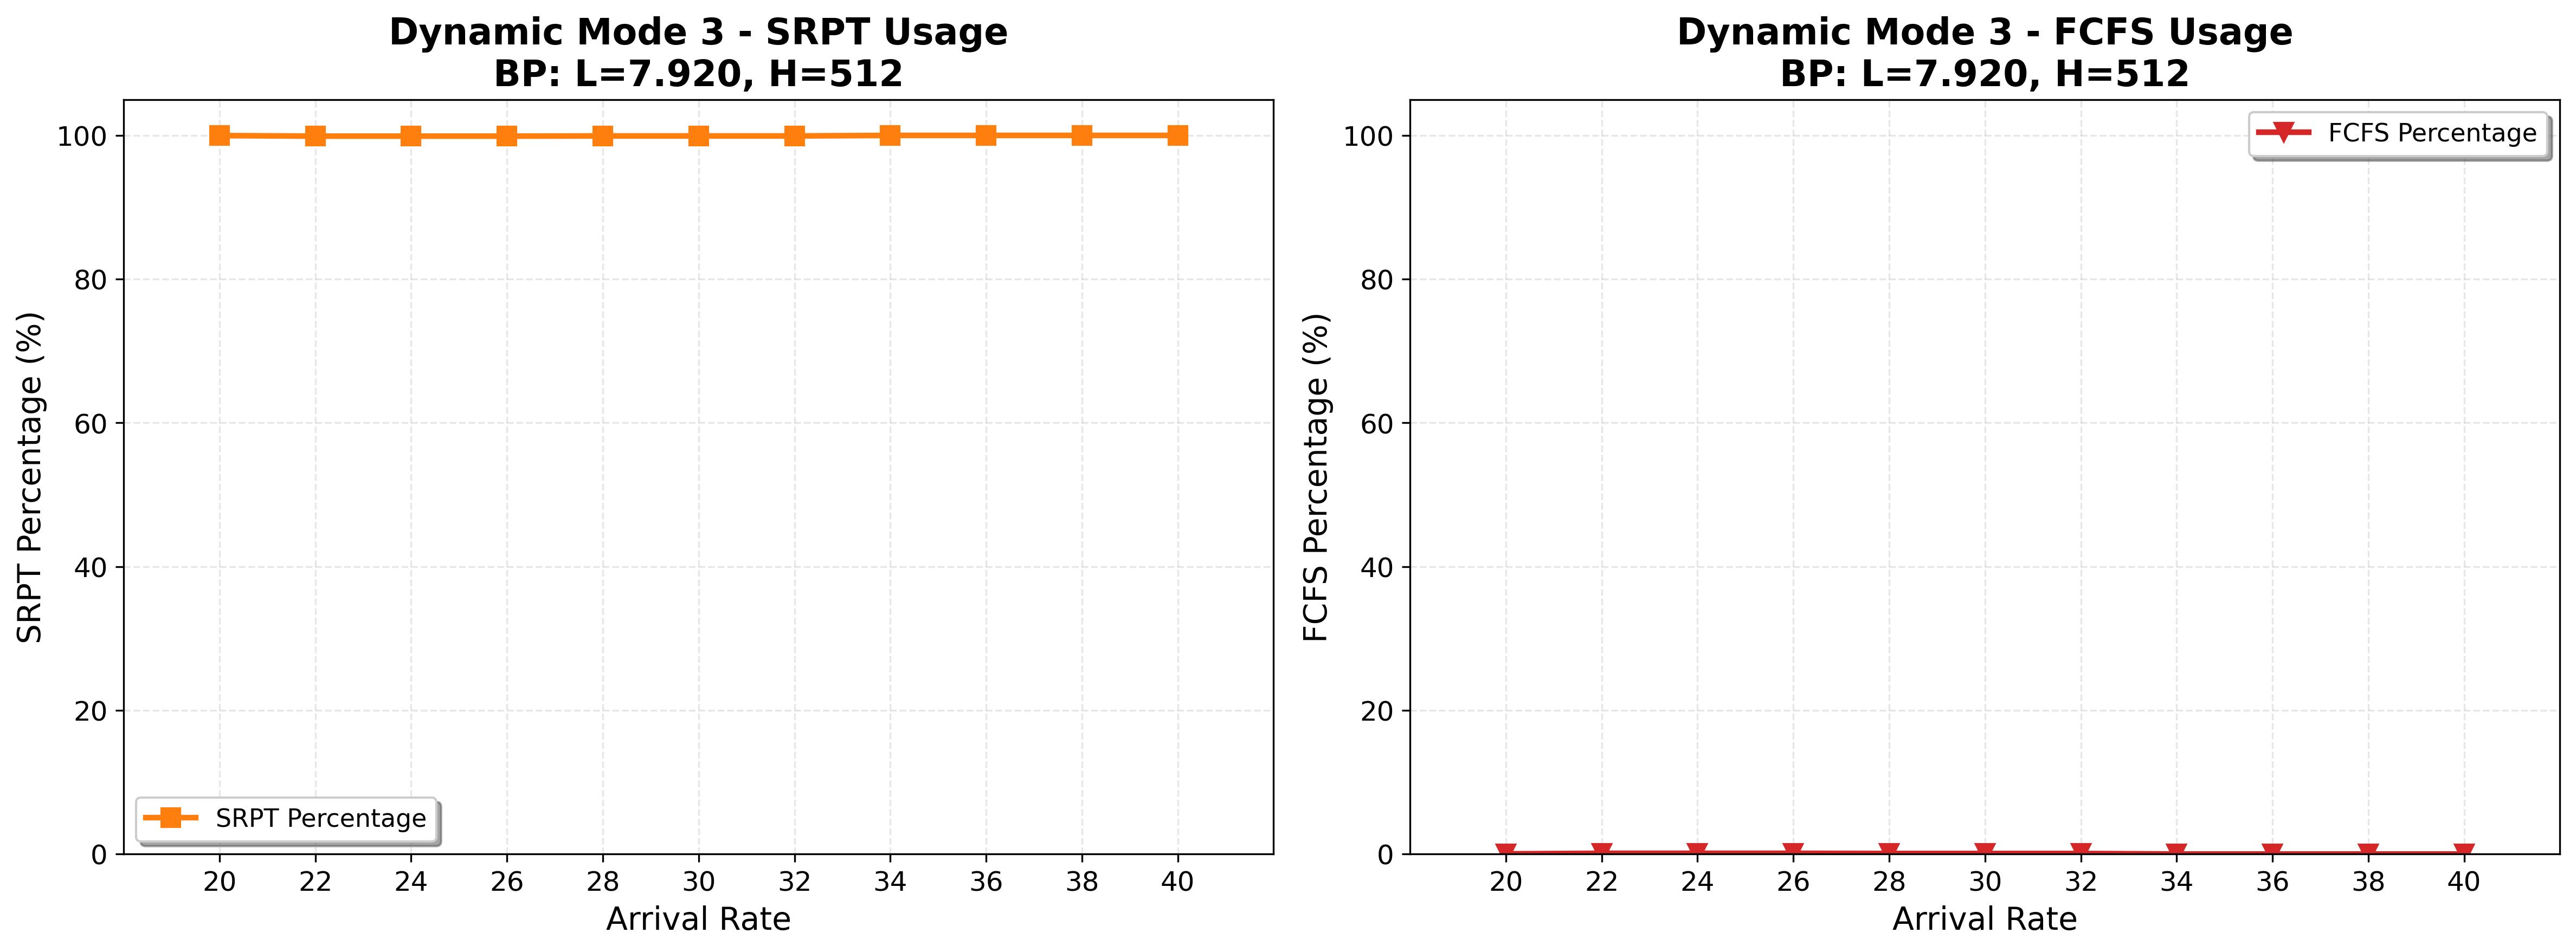 Dynamic Mode 3 - SRPT Usage
BP: L=7.920, H=512
SRPT Percentage (%)
100
80
60
40
20
0
SRPT Percentage
20 22 24 26 28 30 32 34 36 38 40
Arrival Rate
Dynamic Mode 3 - FCFS Usage
BP: L=7.920, H=512
FCFS Percentage (%)
100
80
60
40
20
0
FCFS Percentage
20 22 24 26 28 30 32 34 36 38 40
Arrival Rate